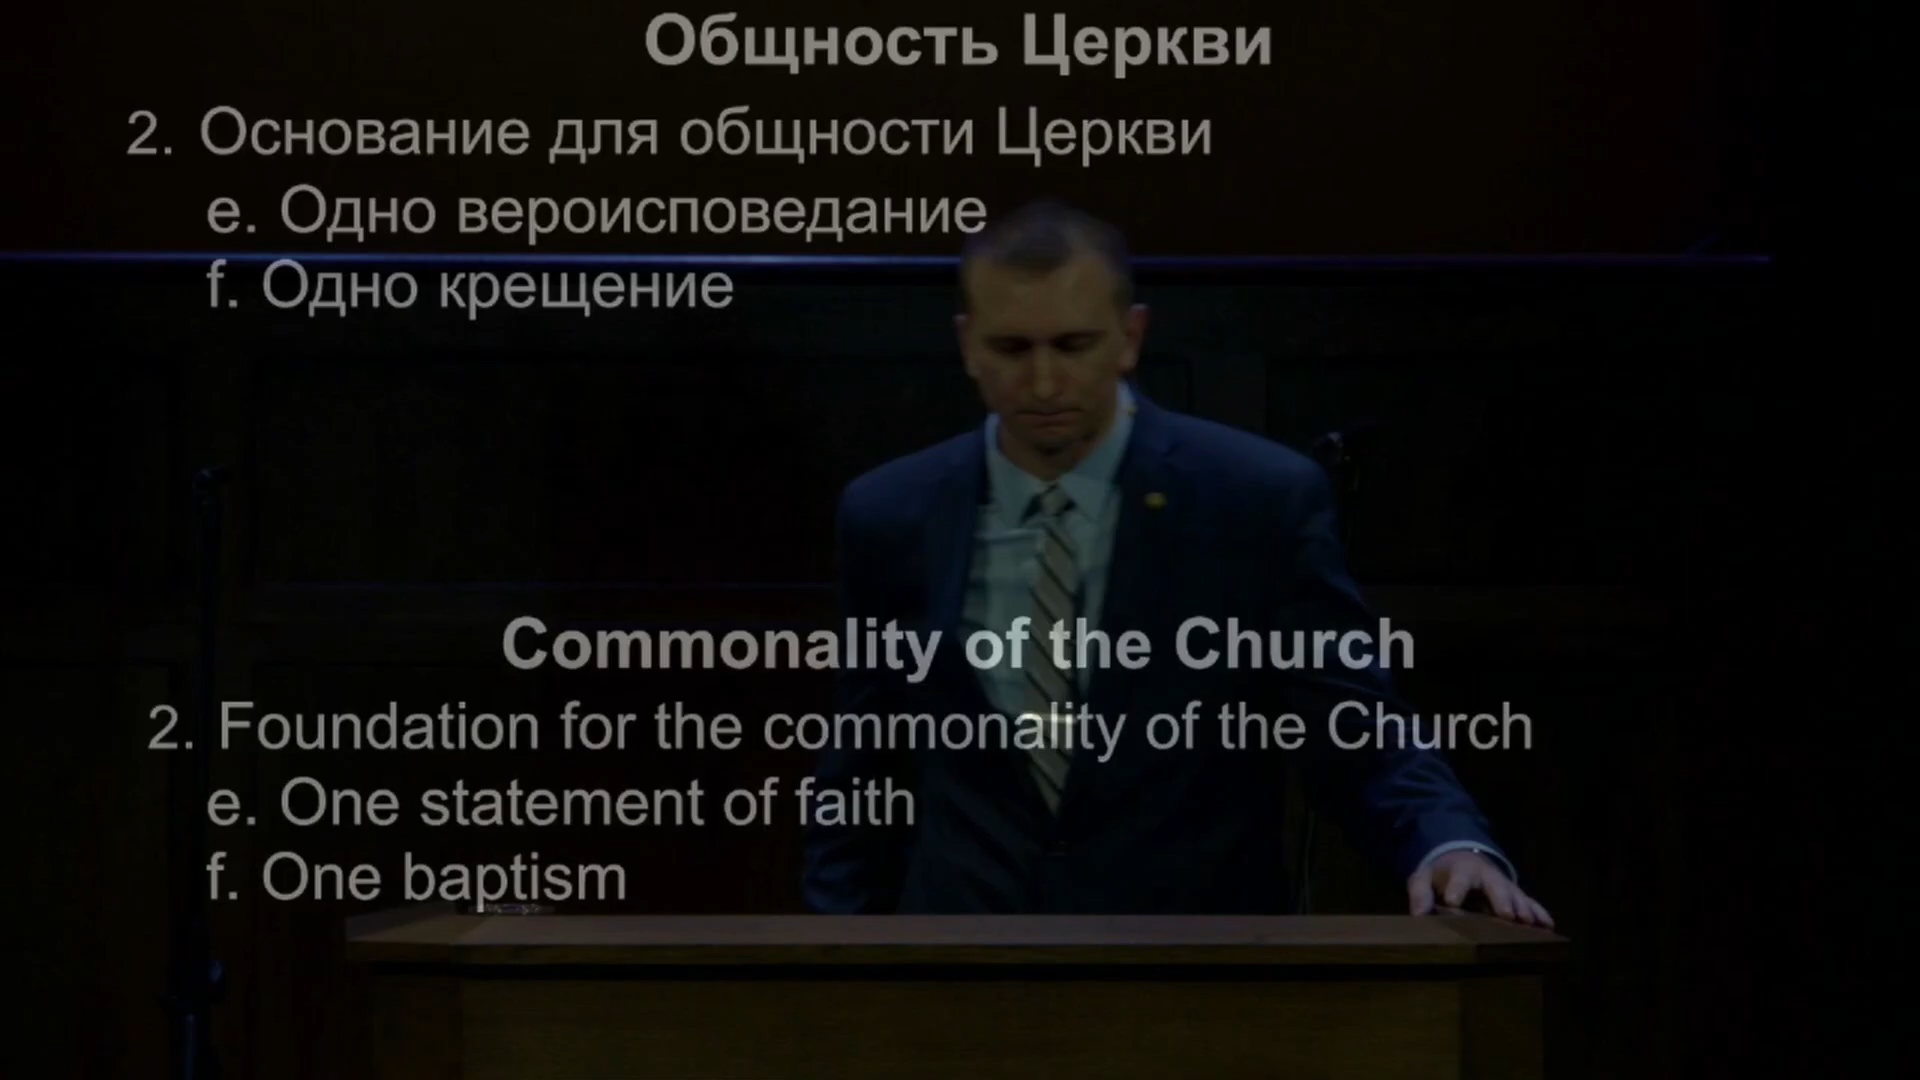 Общность Церкви
2. Основание для общности Церкви
e. Одно вероисповедание
f. Одно крещение
Commonality of the Church
2. Foundation for the commonality of the Church
e. One statement of faith
f. One baptism